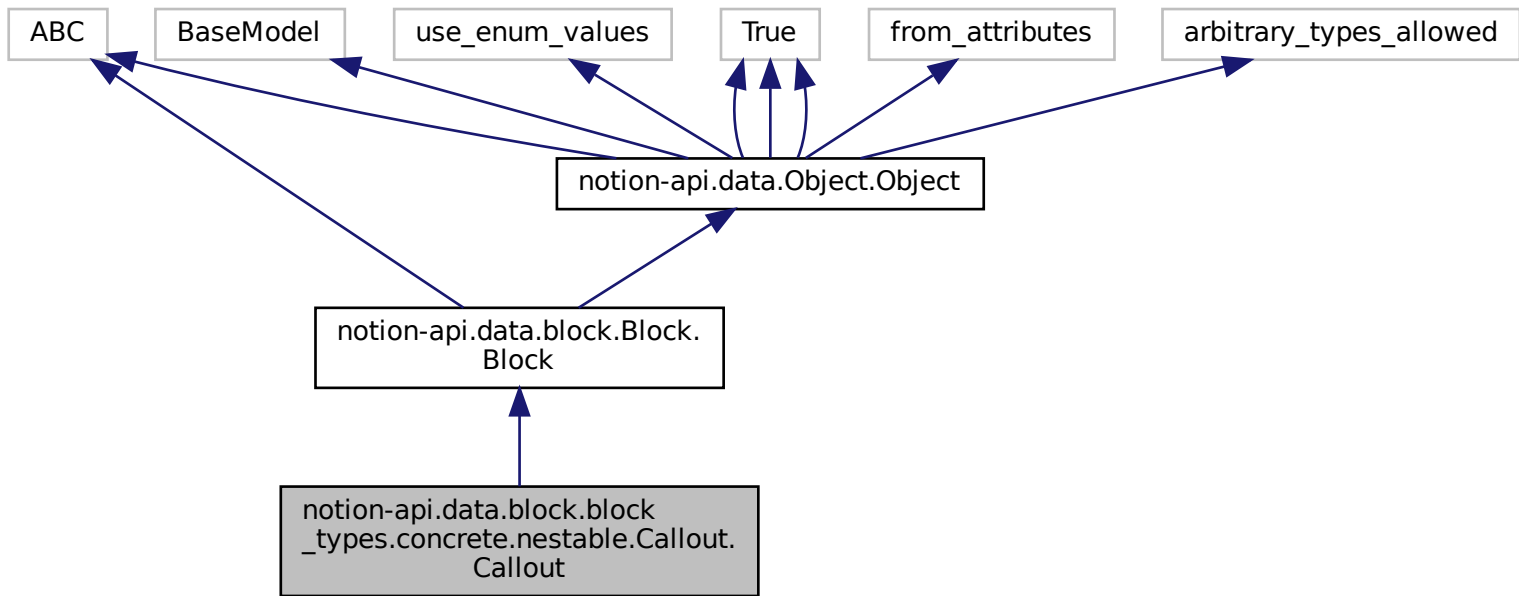 ABC
BaseModel
use_enum_values
True
from_attributes
arbitrary_types_allowed
notion-api.data.Object.Object
notion-api.data.block.Block.
Block
notion-api.data.block.block
_types.concrete.nestable.Callout.
Callout